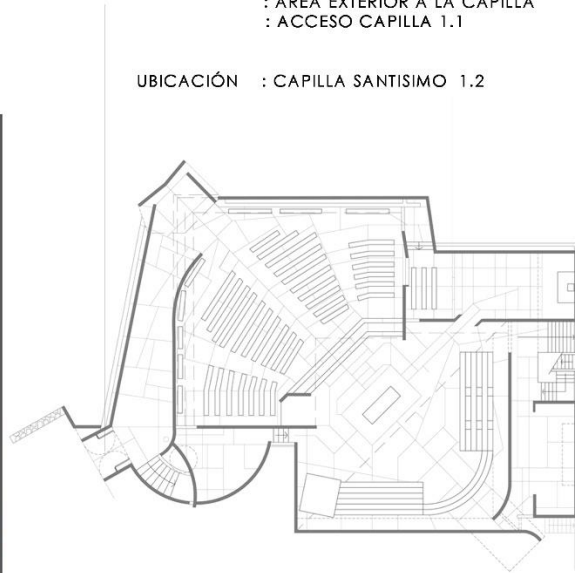 : AREA EXTERIOR A LA CAPILLA
: ACCESO CAPILLA 1.1
UBICACIÓN : CAPILLA SANTISIMO 1.2